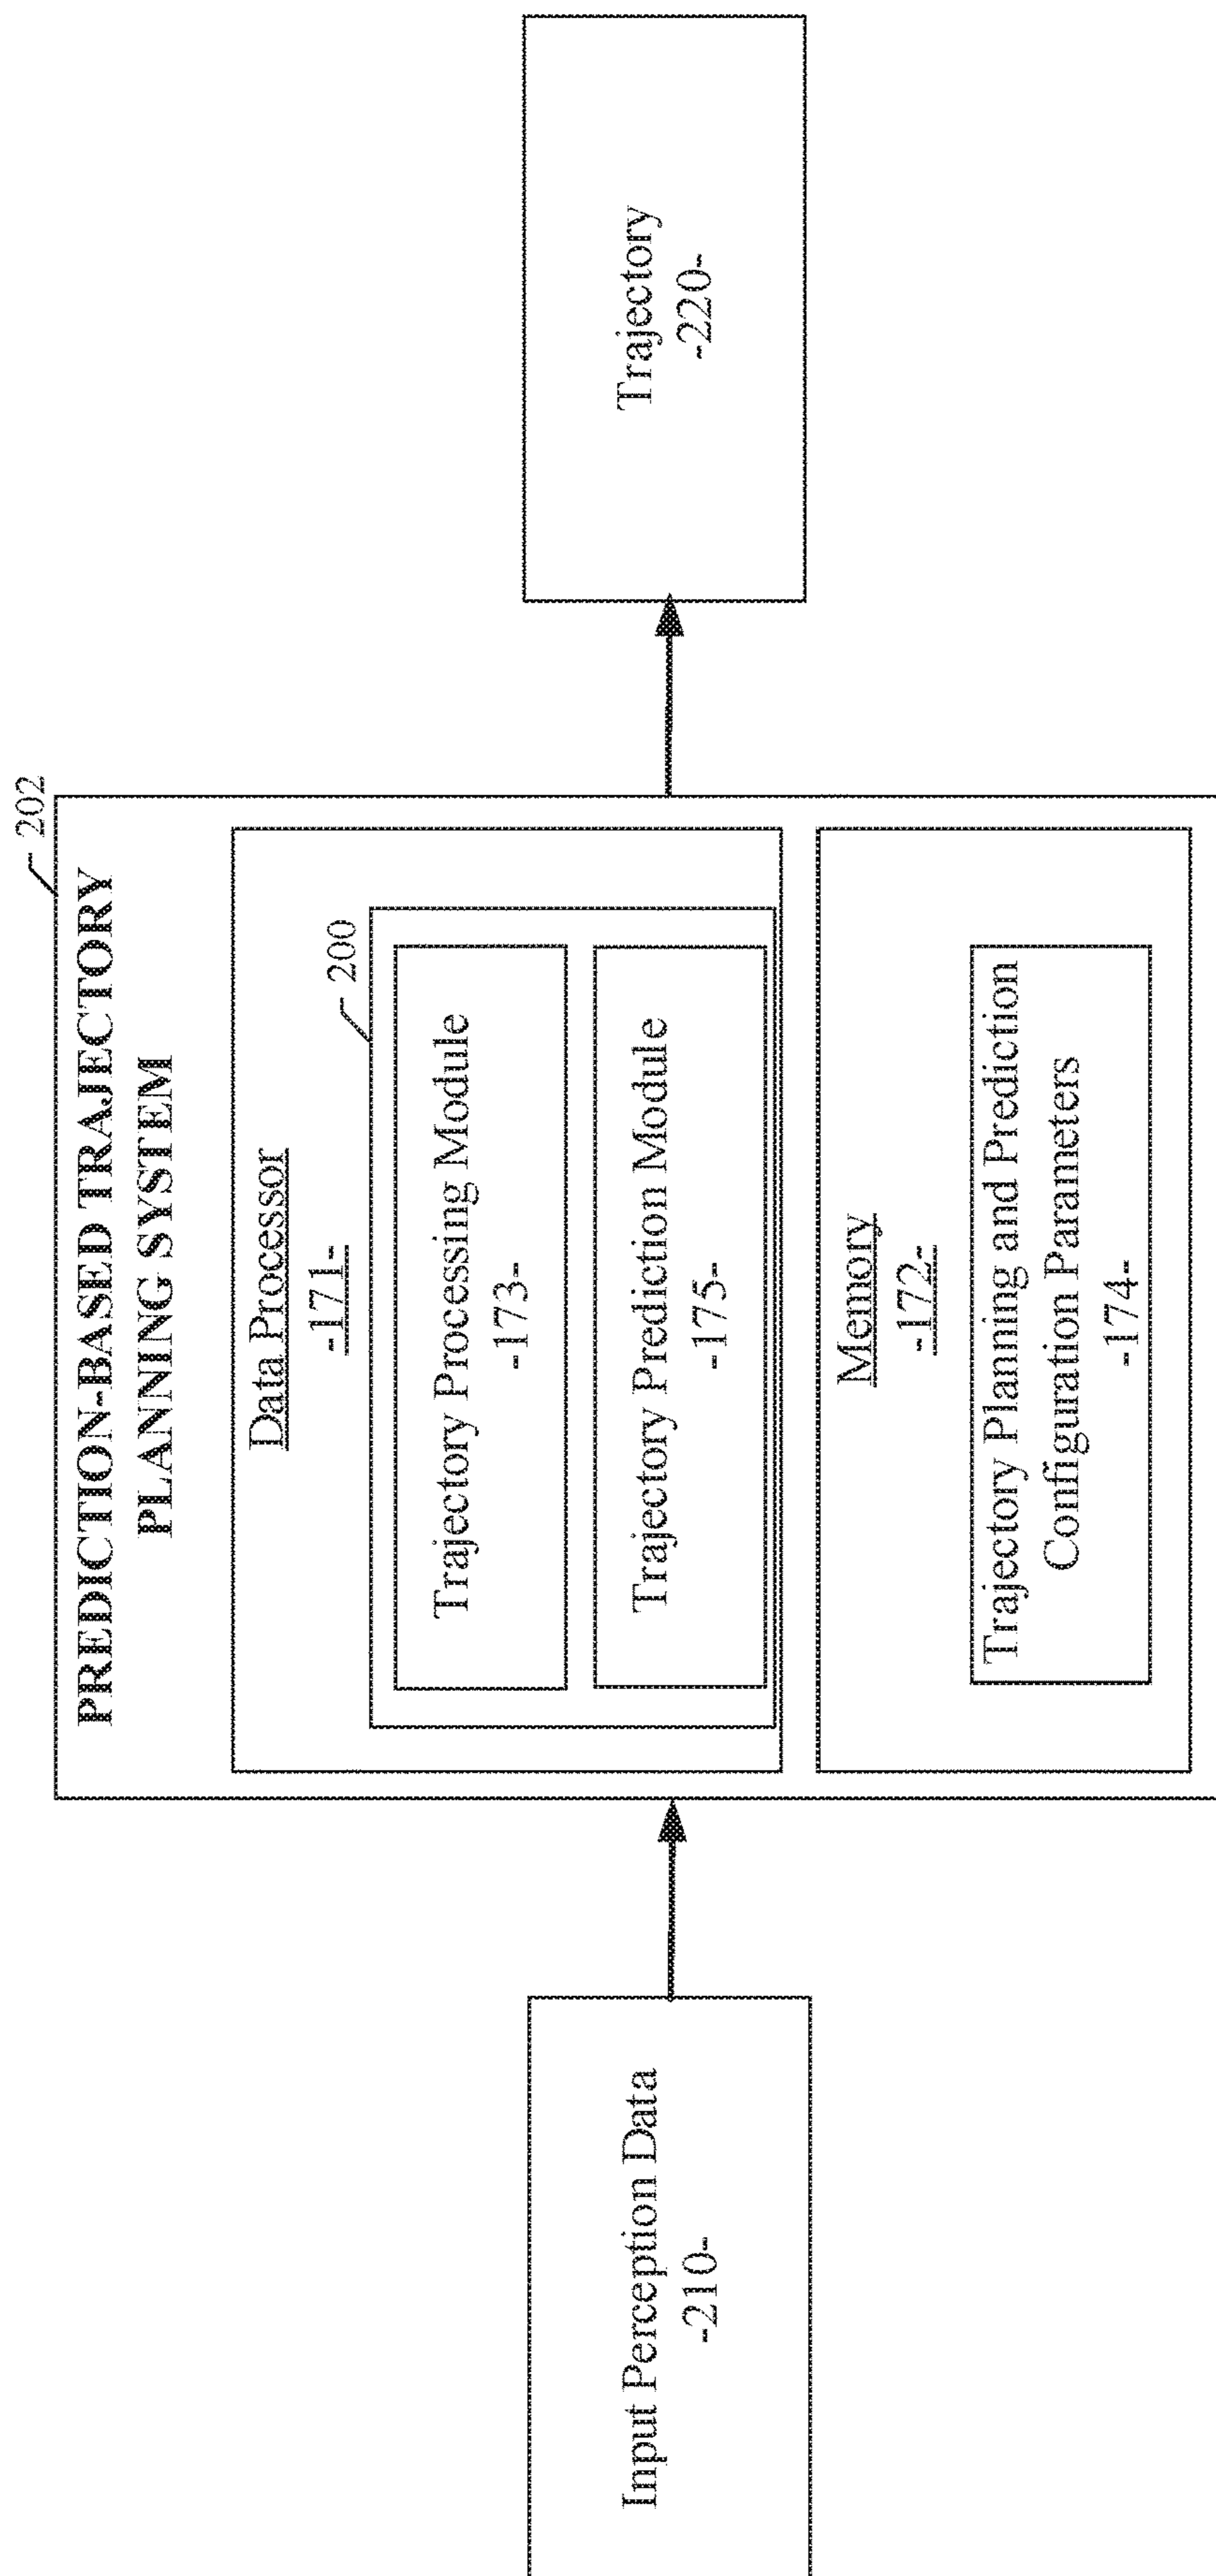 202
PREDICTION-BASED TRAJECTORY
PLANNING SYSTEM
Data Processor
-171-
200
Trajectory Processing Module
-173-
Trajectory Prediction Module
-175-
Memory
-172-
Trajectory Planning and Prediction
Configuration Parameters
-174-
Input Perception Data
-210-
Trajectory
-220-